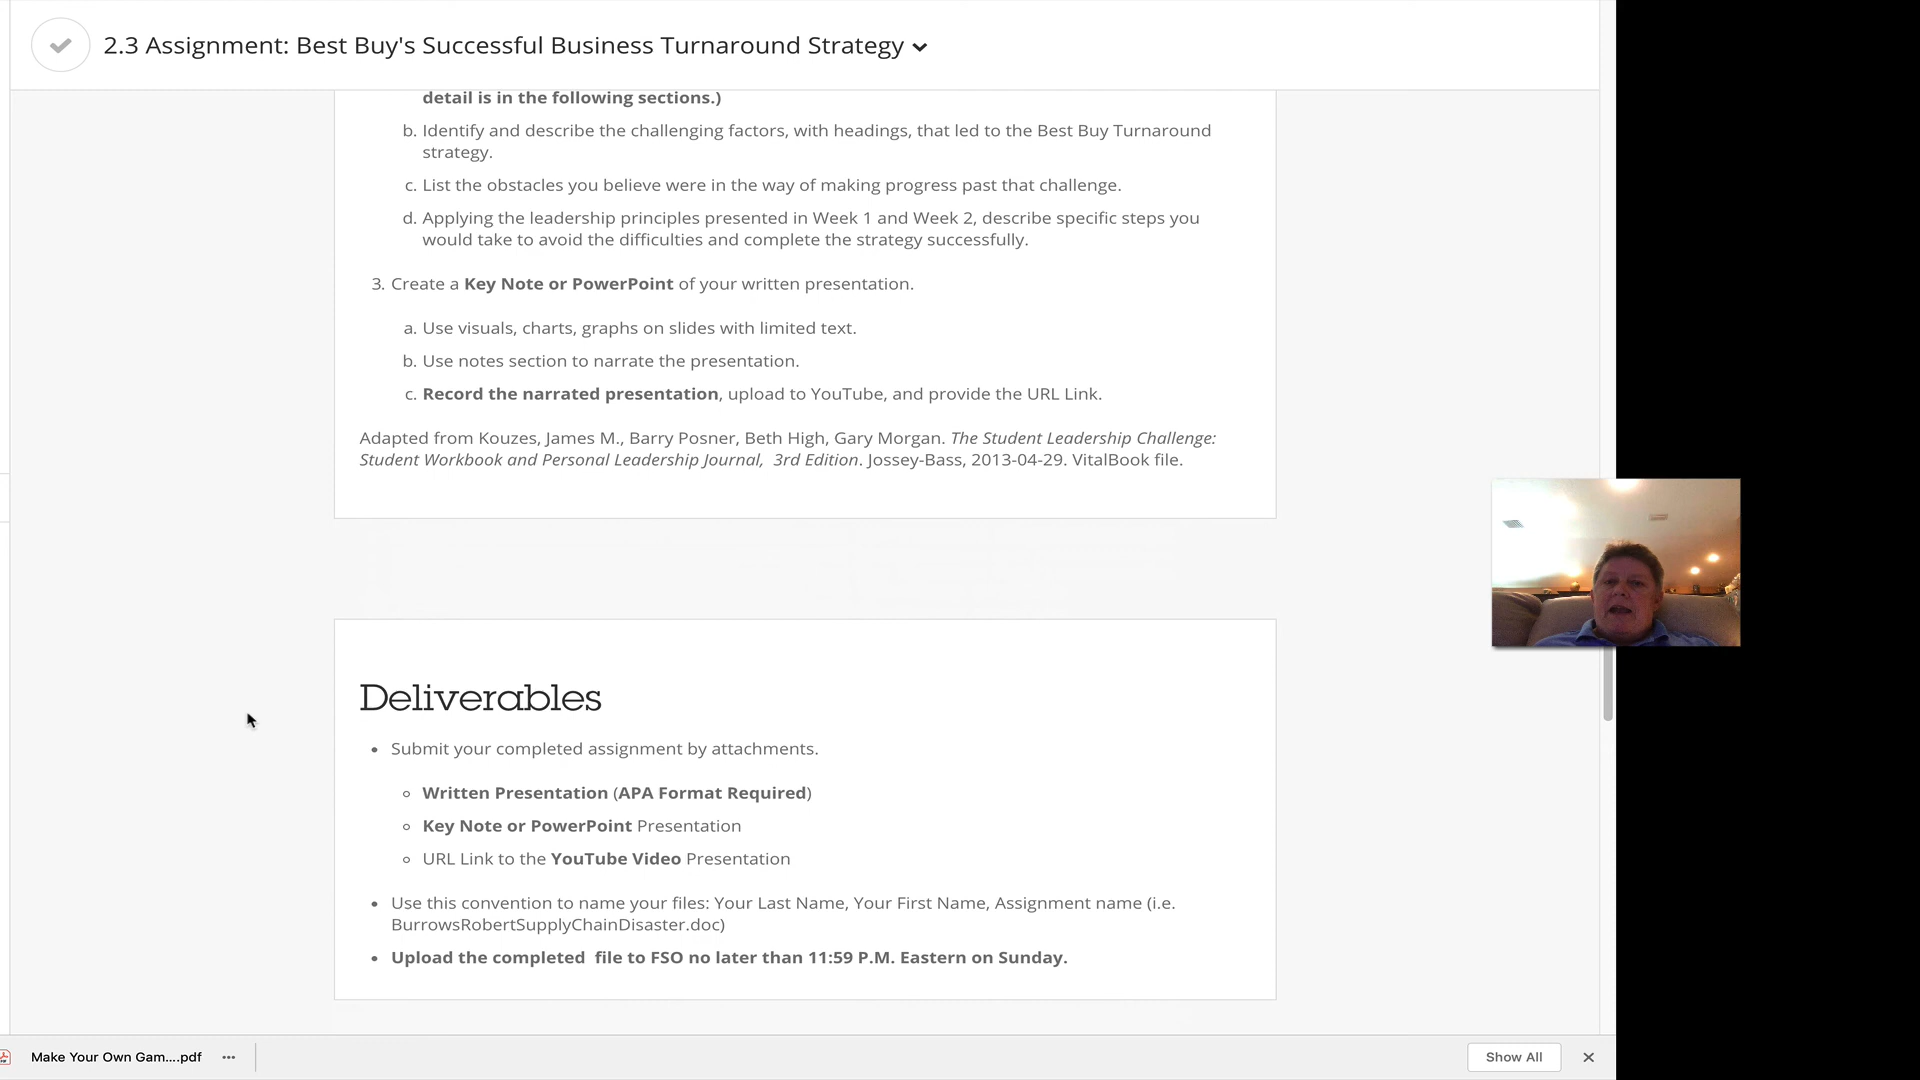 2.3 Assignment: Best Buy's Successful Business Turnaround Strategy
detail is in the following sections.)
b. Identify and describe the challenging factors, with headings, that led to the Best Buy Turnaround
strategy.
c. List the obstacles you believe were in the way of making progress past that challenge.
d. Applying the leadership principles presented in Week 1 and Week 2, describe specific steps you
would take to avoid the difficulties and complete the strategy successfully.
3. Create a Key Note or PowerPoint of your written presentation.
a. Use visuals, charts, graphs on slides with limited text.
b. Use notes section to narrate the presentation.
c. Record the narrated presentation, upload to YouTube, and provide the URL Link.
Adapted from Kouzes, James M., Barry Posner, Beth High, Gary Morgan. The Student Leadership Challenge:
Student Workbook and Personal Leadership Journal, 3rd Edition. Jossey-Bass, 2013-04-29. VitalBook file.
Deliverables
• Submit your completed assignment by attachments.
◦ Written Presentation (APA Format Required)
◦ Key Note or PowerPoint Presentation
◦ URL Link to the YouTube Video Presentation
• Use this convention to name your files: Your Last Name, Your First Name, Assignment name (i.e.
BurrowsRobertSupplyChainDisaster.doc)
• Upload the completed file to FSO no later than 11:59 P.M. Eastern on Sunday.
Make Your Own Gam....pdf
Show All